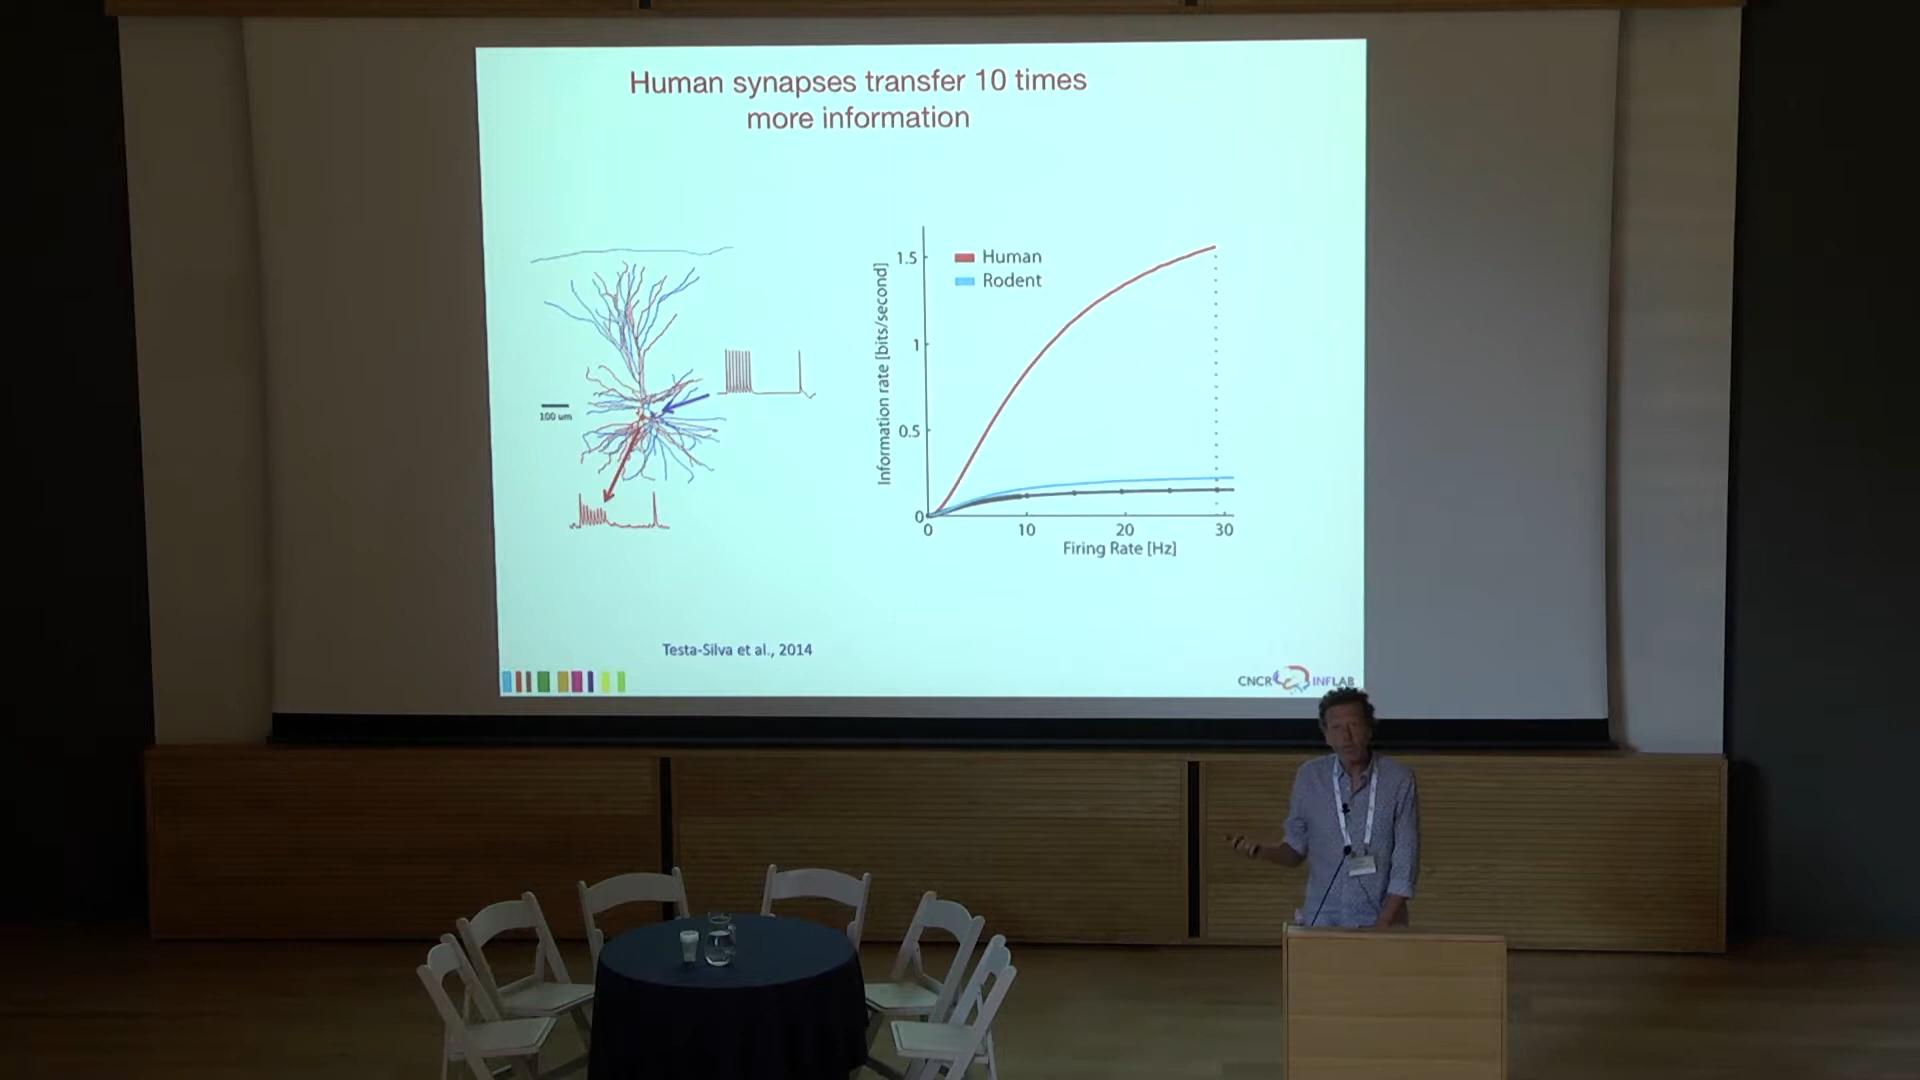 Human synapses transfer 10 times
more information
100 um
Information rate [bits/second]
1.5
1
0.5
0
Human
Rodent
0
10
20
30
Firing Rate [Hz]
Testa-Silva et al., 2014
CNCR INFLAB